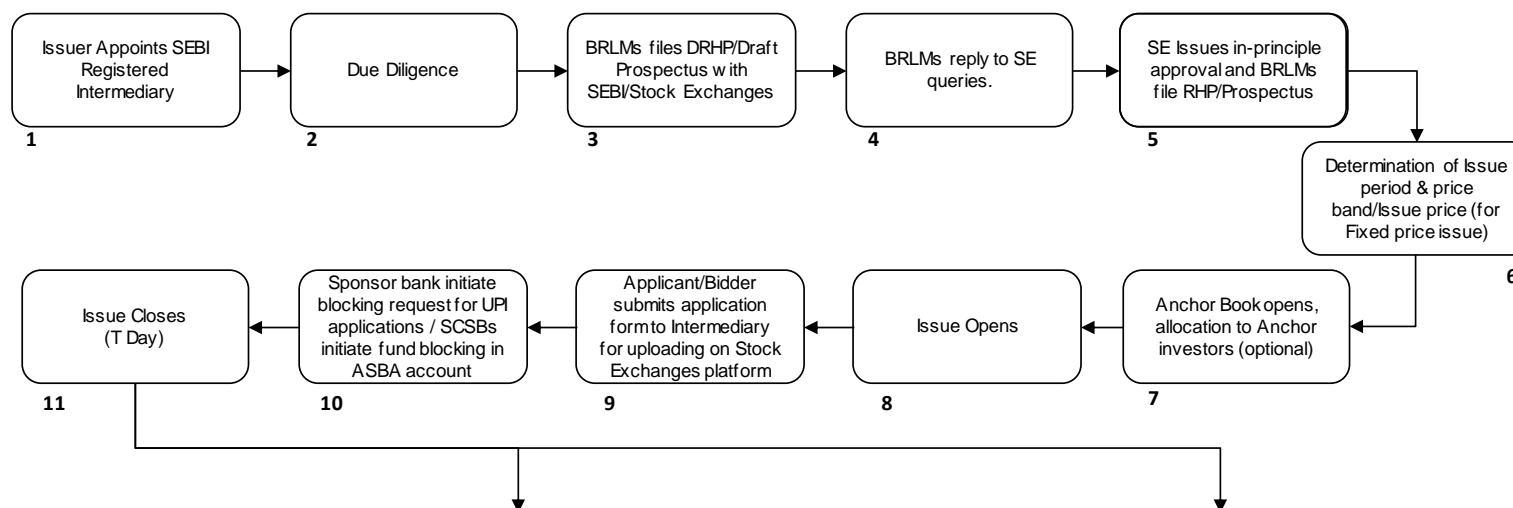 Issuer Appoints SEBI
Registered
Intermediary
1
Due Diligence
2
BRLMs files DRHP/Draft
Prospectus with
SEBI/Stock Exchanges
3
BRLMs reply to SE
queries.
4
SE Issues in-principle
approval and BRLMs
file RHP/Prospectus
5
Determination of Issue
period & price
band/Issue price (for
Fixed price issue)
6
Anchor Book opens,
allocation to Anchor
investors (optional)
7
Issue Opens
8
Applicant/Bidder
submits application
form to Intermediary
for uploading on Stock
Exchanges platform
9
Sponsor bank initiate
blocking request for UPI
applications / SCSBs
initiate fund blocking in
ASBA account
10
Issue Closes
(T Day)
11